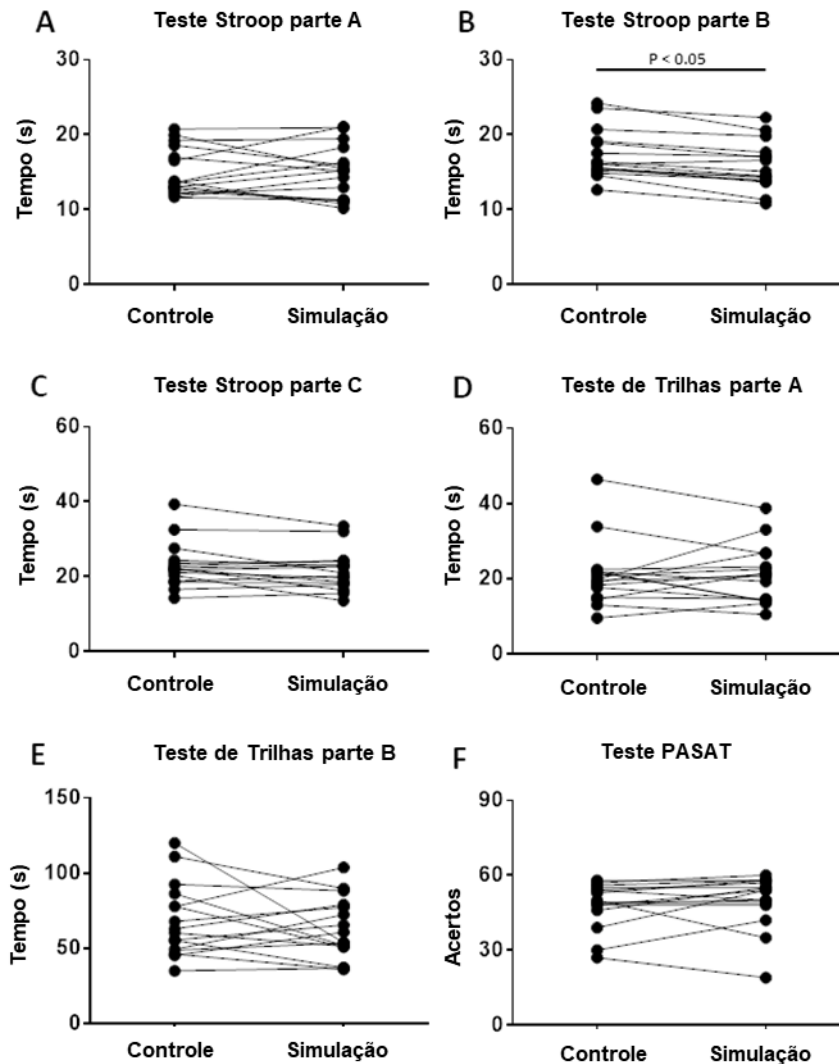 A
Teste Stroop parte A
30
20
10
0
Tempo (s)
Controle
Simulação
B
Teste Stroop parte B
P < 0.05
30
20
10
0
Tempo (s)
Controle
Simulação
C
Teste Stroop parte C
60
40
20
0
Tempo (s)
Controle
Simulação
D
Teste de Trilhas parte A
60
40
20
0
Tempo (s)
Controle
Simulação
E
Teste de Trilhas parte B
150
100
50
0
Tempo (s)
Controle
Simulação
F
Teste PASAT
90
60
30
0
Acertos
Controle
Simulação